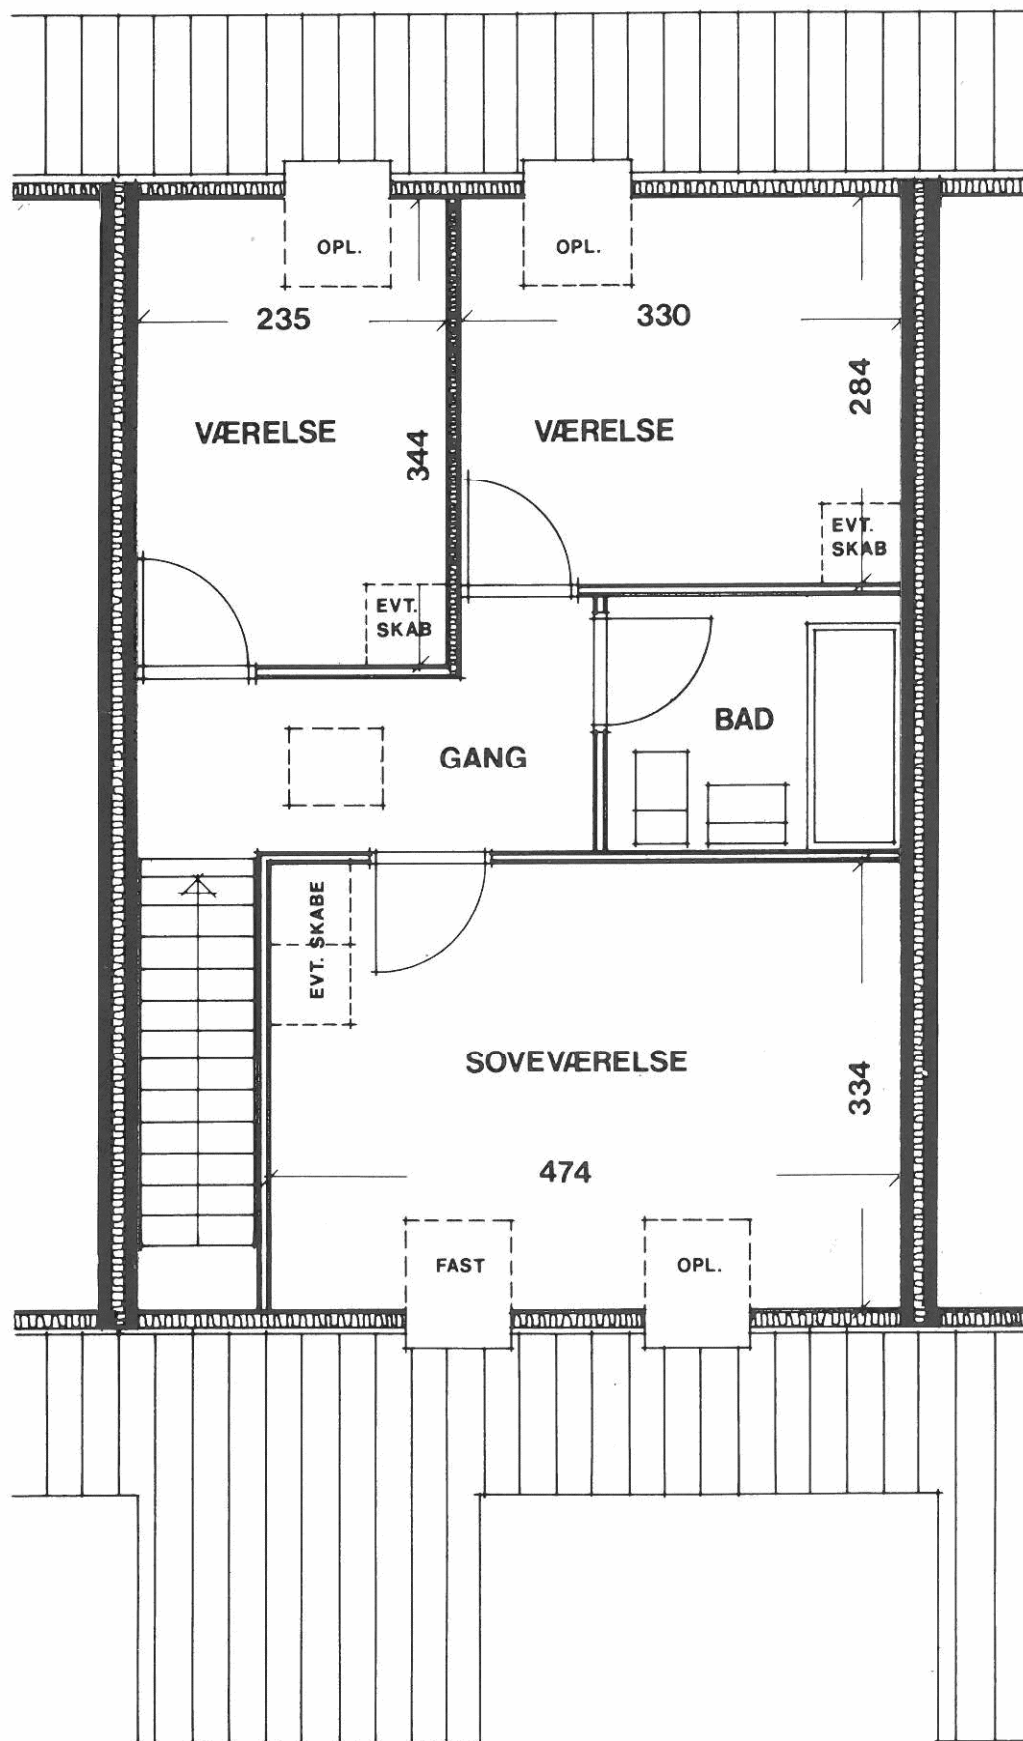 OPL.
OPL.
235
330
284
VÆRELSE
344
VÆRELSE
EVT.
SKAB
EVT.
SKAB
BAD
GANG
EVT. SKABE
SOVEVÆRELSE
334
474
FAST
OPL.